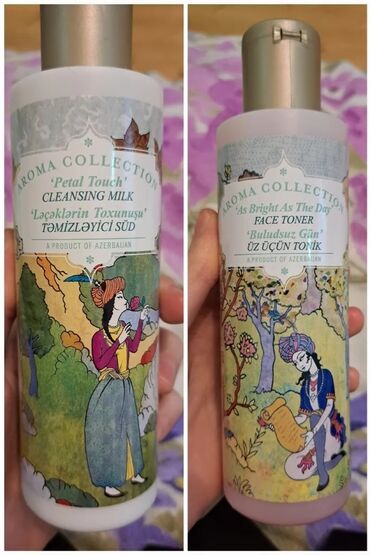 AROMA COLLECTION
'Petal Touch'
CLEANSING MILK
'Ləçəklərin Toxunuşu'
TƏMİZLƏYİCİ SÜD
A PRODUCT OF AZERBAIJAN
AROMA COLLECTION
'As Bright As The Day'
FACE TONER
'Buludsuz Gün'
ÜZ ÜÇÜN TONİK
A PRODUCT OF AZERBAIJAN